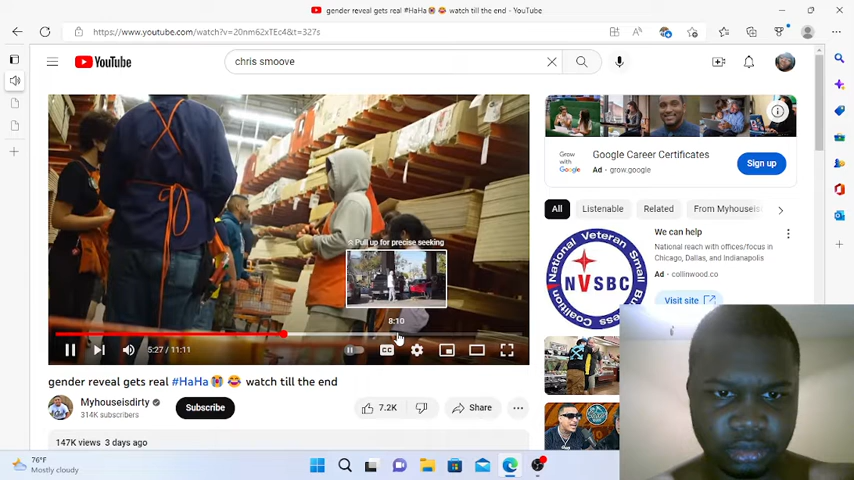 gender reveal gets real #HaHa😭 😂 watch till the end - YouTube
https://www.youtube.com/watch?v=20nm62xTEc4&t=327s
YouTube
chris smoove
Pull up for precise seeking
8:10
5:27 / 11:11
CC
gender reveal gets real #HaHa😭 😂 watch till the end
Myhouseisdirty
314K subscribers
Subscribe
7.2K
Share
147K views 3 days ago
Grow with Google
Google Career Certificates
Ad · grow.google
Sign up
All
Listenable
Related
From Myhouseis
We can help
National reach with offices/focus in
Chicago, Dallas, and Indianapolis
Ad · collinwood.co
Visit site
National Veteran Small Business Coalition
NVSBC
76°F
Mostly cloudy